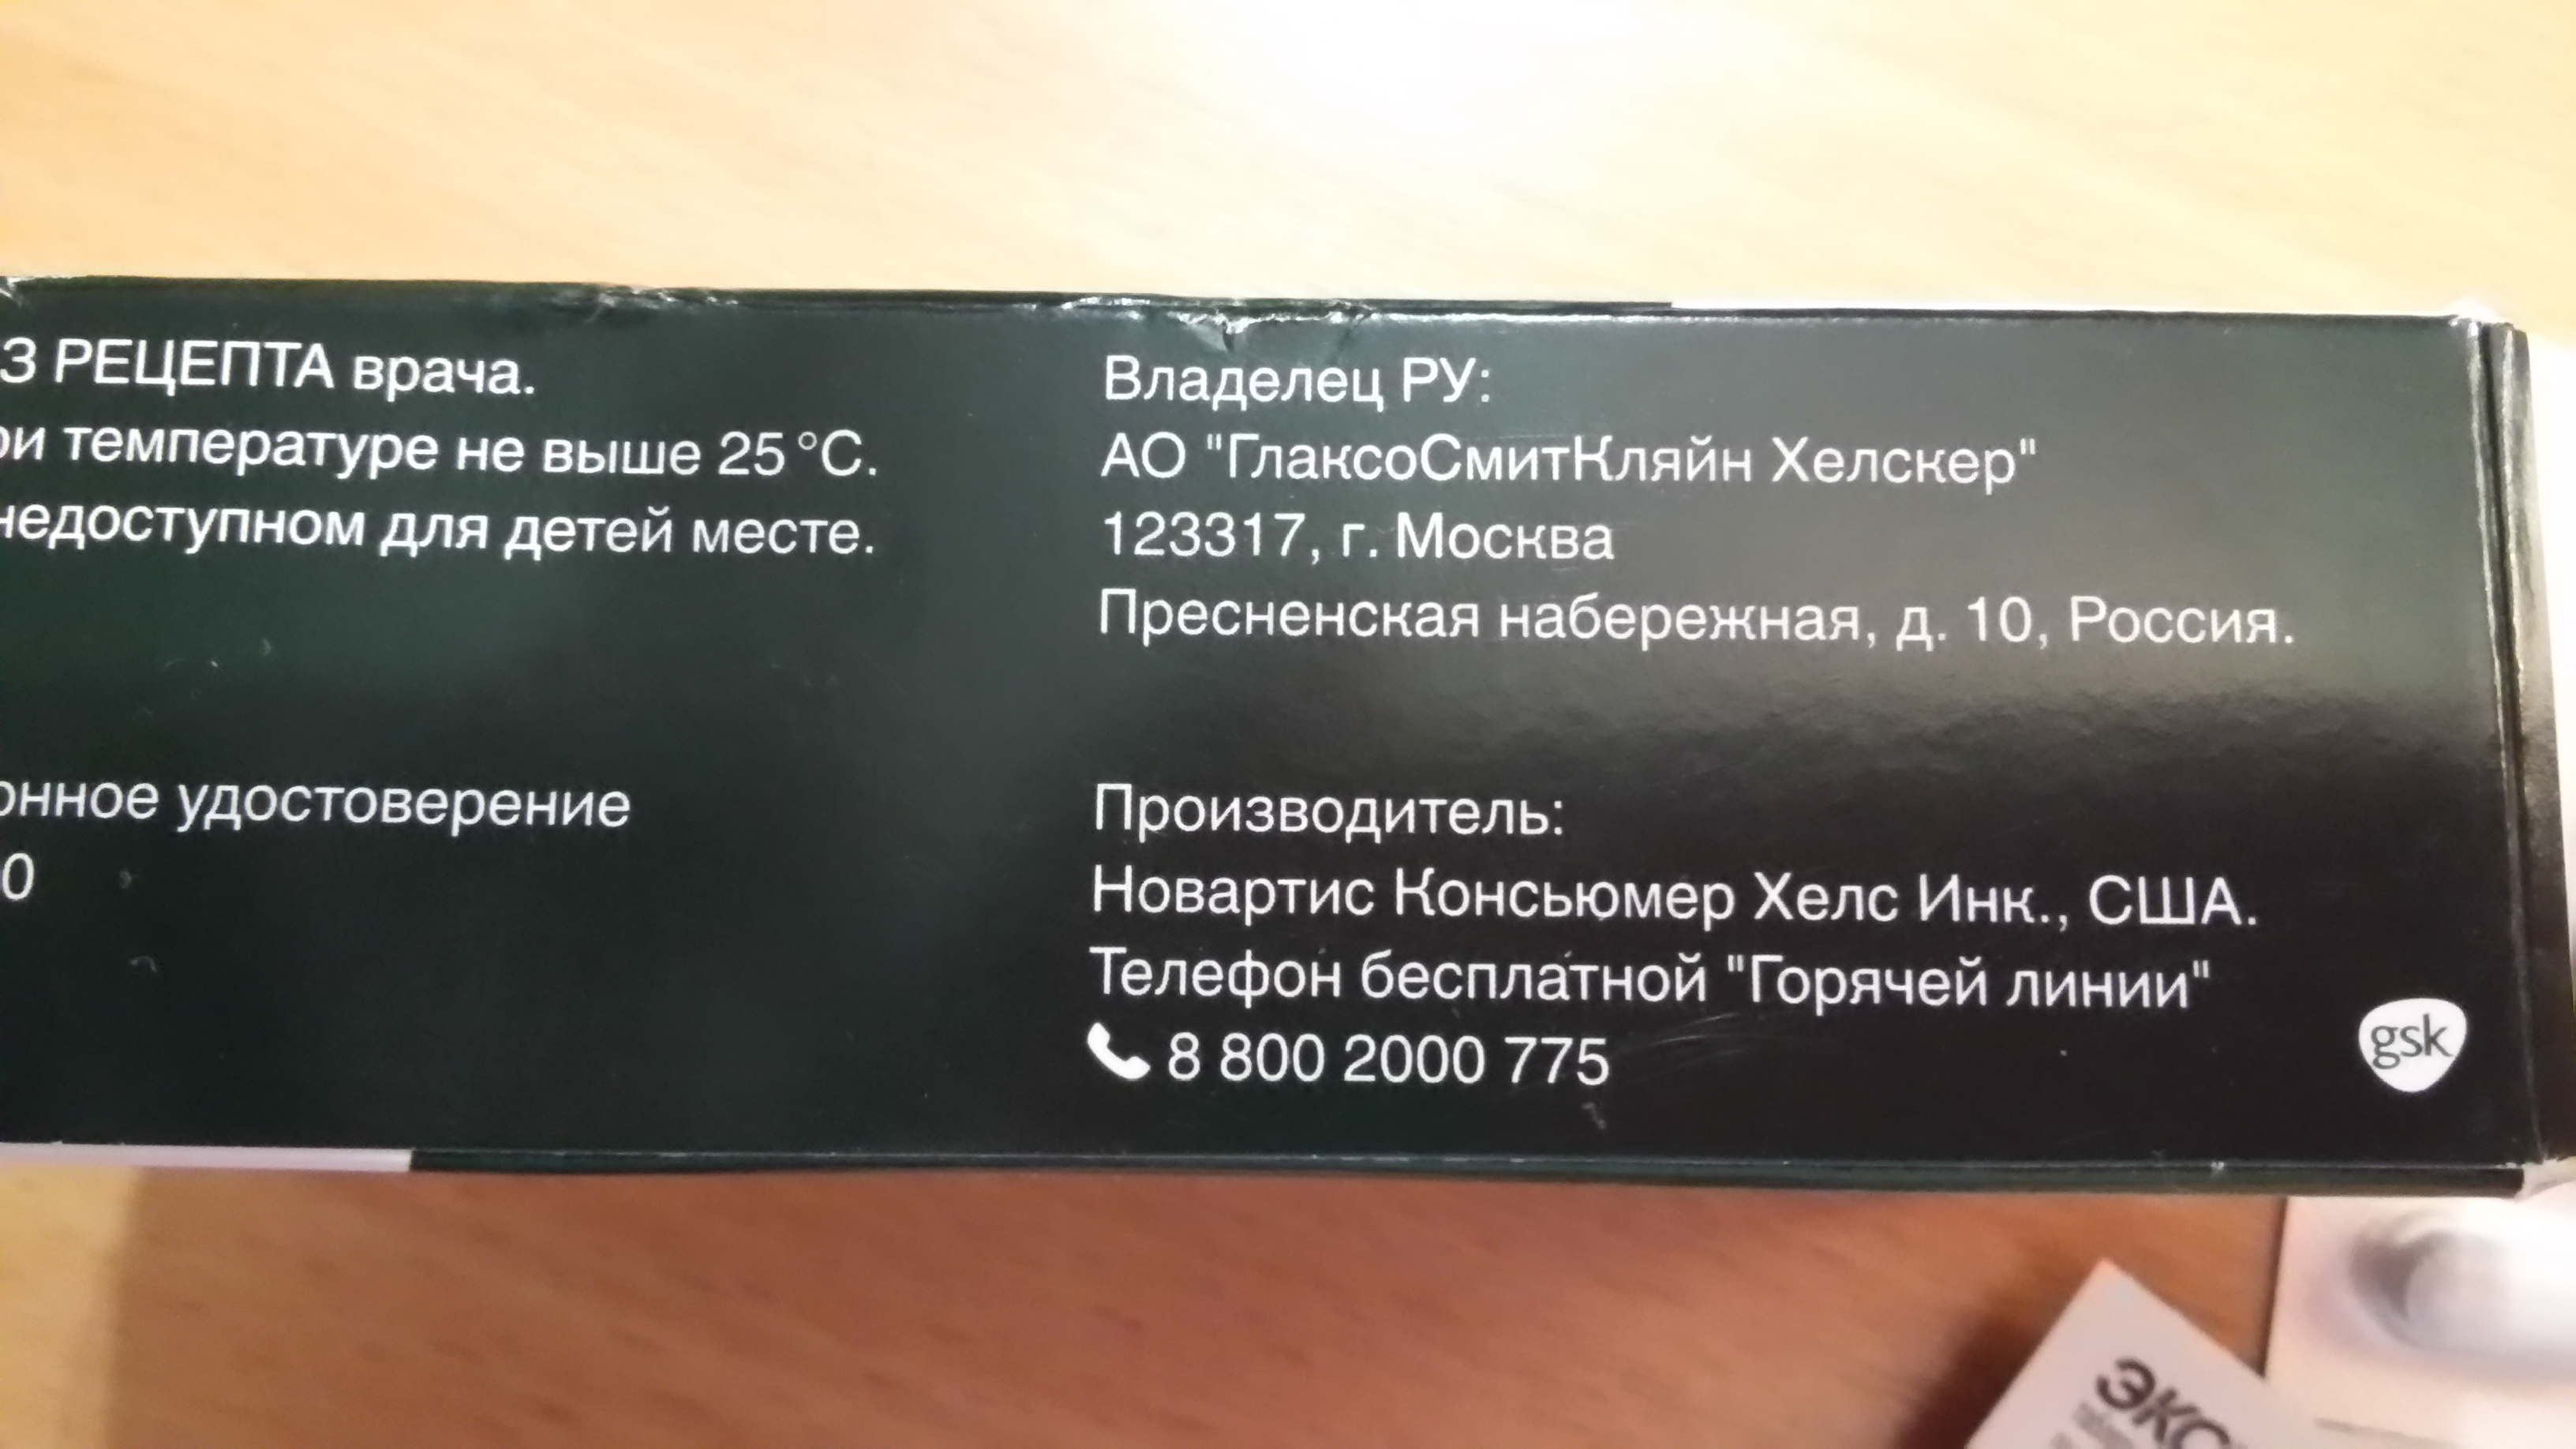 З РЕЦЕПТА врача.
ри температуре не выше 25 °C.
недоступном для детей месте.
онное удостоверение
0
Владелец РУ:
АО "ГлаксоСмитКляйн Хелскер"
123317, г. Москва
Пресненская набережная, д. 10, Россия.
Производитель:
Новартис Консьюмер Хелс Инк., США.
Телефон бесплатной "Горячей линии"
8 800 2000 775
gsk
ЭКС